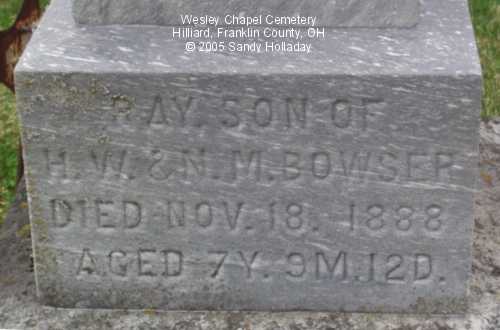 Wesley Chapel Cemetery
Hilliard, Franklin County, OH
© 2005 Sandy Holladay
RAY. SON OF
H. W. & N. M. BOWSER
DIED NOV. 18. 1888
AGED 7Y. 9M. 12D.